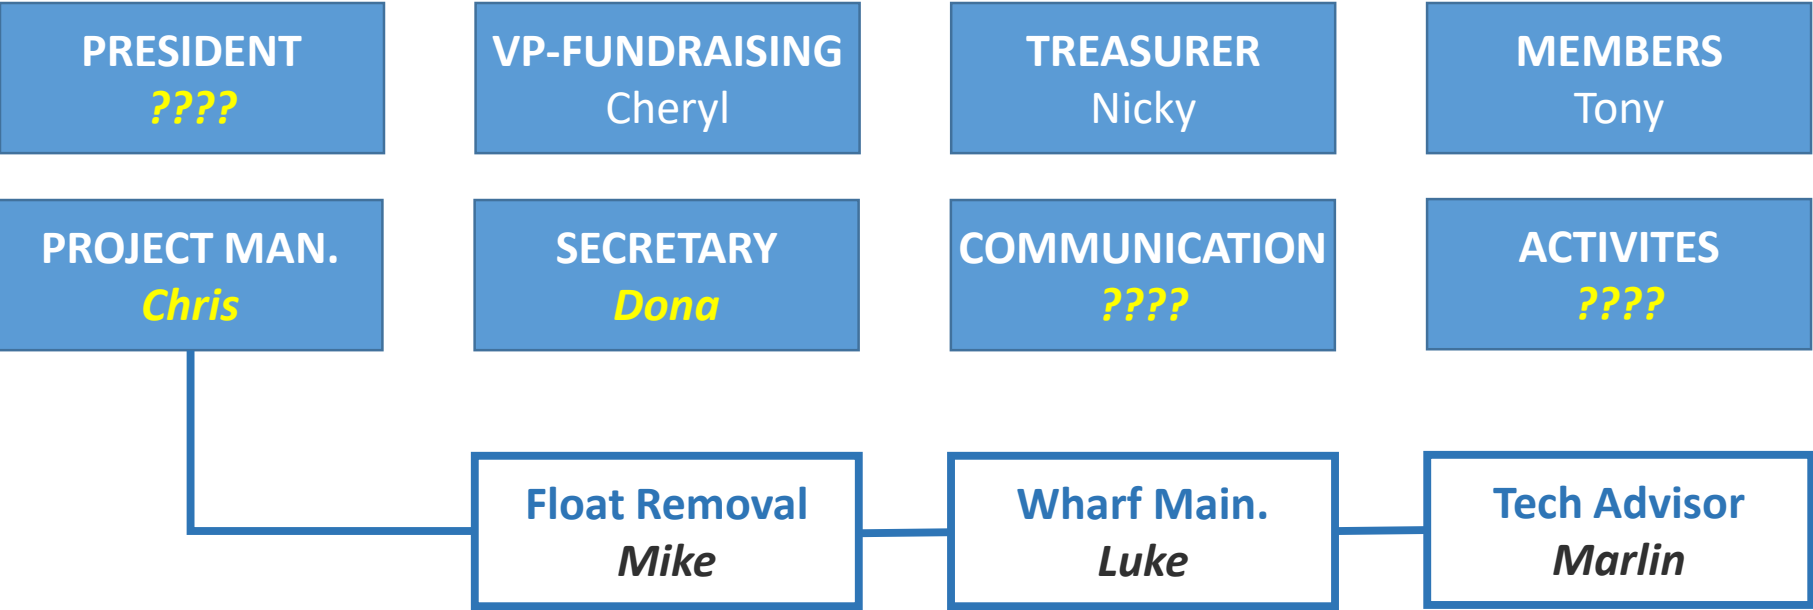 PRESIDENT
????
VP-FUNDRAISING
Cheryl
TREASURER
Nicky
MEMBERS
Tony
PROJECT MAN.
Chris
SECRETARY
Dona
COMMUNICATION
????
ACTIVITES
????
Float Removal
Mike
Wharf Main.
Luke
Tech Advisor
Marlin